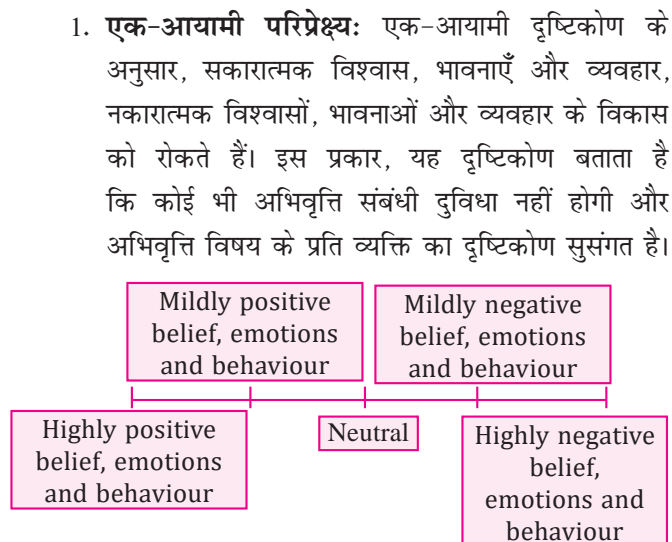 1. एक-आयामी परिप्रेक्ष्य: एक-आयामी दृष्टिकोण के
अनुसार, सकारात्मक विश्वास, भावनाएँ और व्यवहार,
नकारात्मक विश्वासों, भावनाओं और व्यवहार के विकास
को रोकते हैं। इस प्रकार, यह दृष्टिकोण बताता है
कि कोई भी अभिवृत्ति संबंधी दुविधा नहीं होगी और
अभिवृत्ति विषय के प्रति व्यक्ति का दृष्टिकोण सुसंगत है।
Mildly positive
belief, emotions
and behaviour
Mildly negative
belief, emotions
and behaviour
Highly positive
belief, emotions
and behaviour
Neutral
Highly negative
belief,
emotions and
behaviour